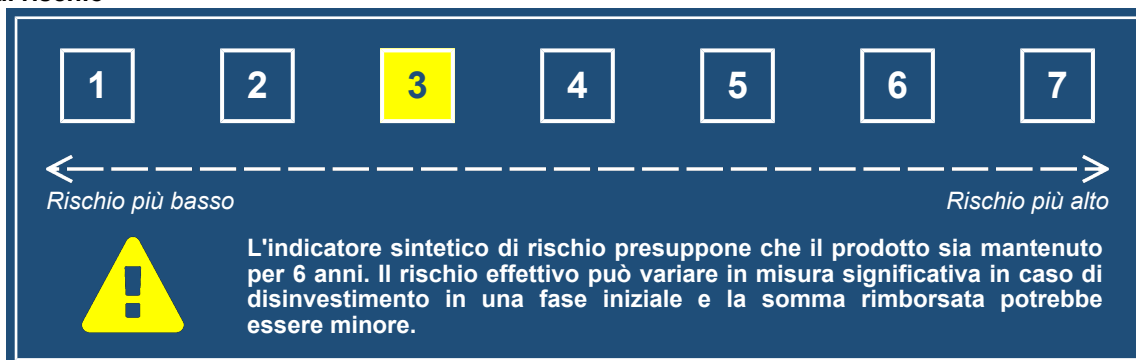 di rischio
1 2 3 4 5 6 7
Rischio più basso Rischio più alto
L'indicatore sintetico di rischio presuppone che il prodotto sia mantenuto
per 6 anni. Il rischio effettivo può variare in misura significativa in caso di
disinvestimento in una fase iniziale e la somma rimborsata potrebbe
essere minore.